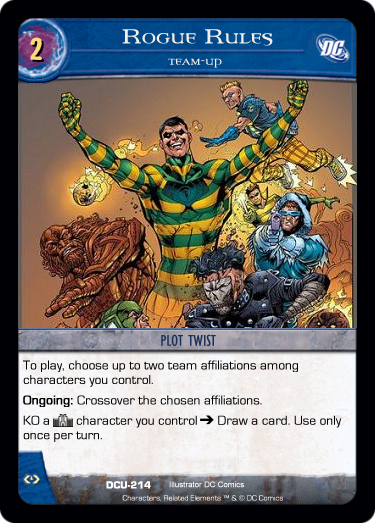 2
Rogue Rules
TEAM-UP
DC
PLOT TWIST
To play, choose up to two team affiliations among
characters you control.
Ongoing: Crossover the chosen affiliations.
KO a character you control ➔ Draw a card. Use only
once per turn.
DCU-214 Illustrator DC Comics
Characters, Related Elements ™ & © DC Comics